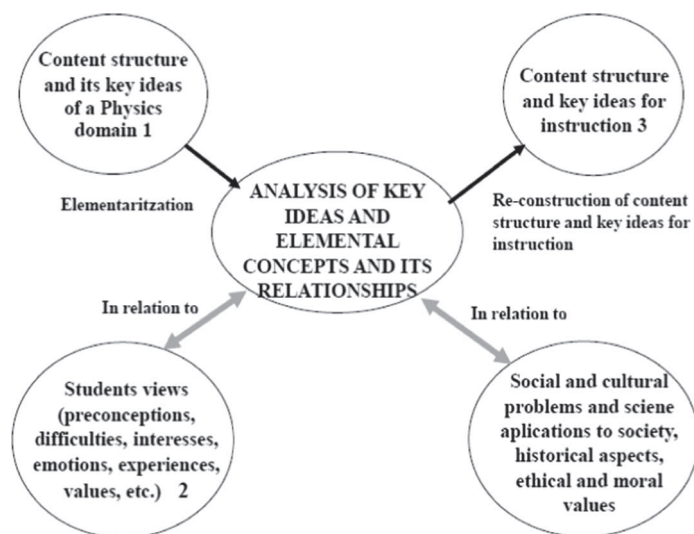 Content structure
and its key ideas
of a Physics
domain 1
Content structure
and key ideas for
instruction 3
Elementaritzation
ANALYSIS OF KEY
IDEAS AND
ELEMENTAL
CONCEPTS AND ITS
RELATIONSHIPS
Re-construction of content
structure and key ideas for
instruction
In relation to
In relation to
Students views
(preconceptions,
difficulties, interesses,
emotions, experiences,
values, etc.) 2
Social and cultural
problems and sciene
aplications to society,
historical aspects,
ethical and moral
values